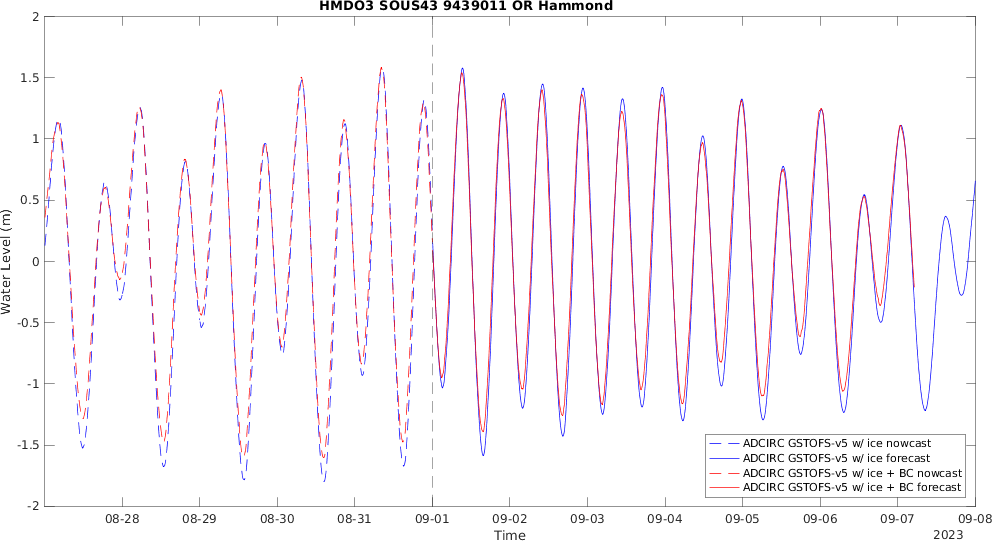 HMDO3 SOUS43 9439011 OR Hammond
2
1.5
1
0.5
0
-0.5
-1
-1.5
-2
Water Level (m)
ADCIRC GSTOFS-v5 w/ ice nowcast
ADCIRC GSTOFS-v5 w/ ice forecast
ADCIRC GSTOFS-v5 w/ ice + BC nowcast
ADCIRC GSTOFS-v5 w/ ice + BC forecast
08-28 08-29 08-30 08-31 09-01 09-02 09-03 09-04 09-05 09-06 09-07 09-08
Time
2023